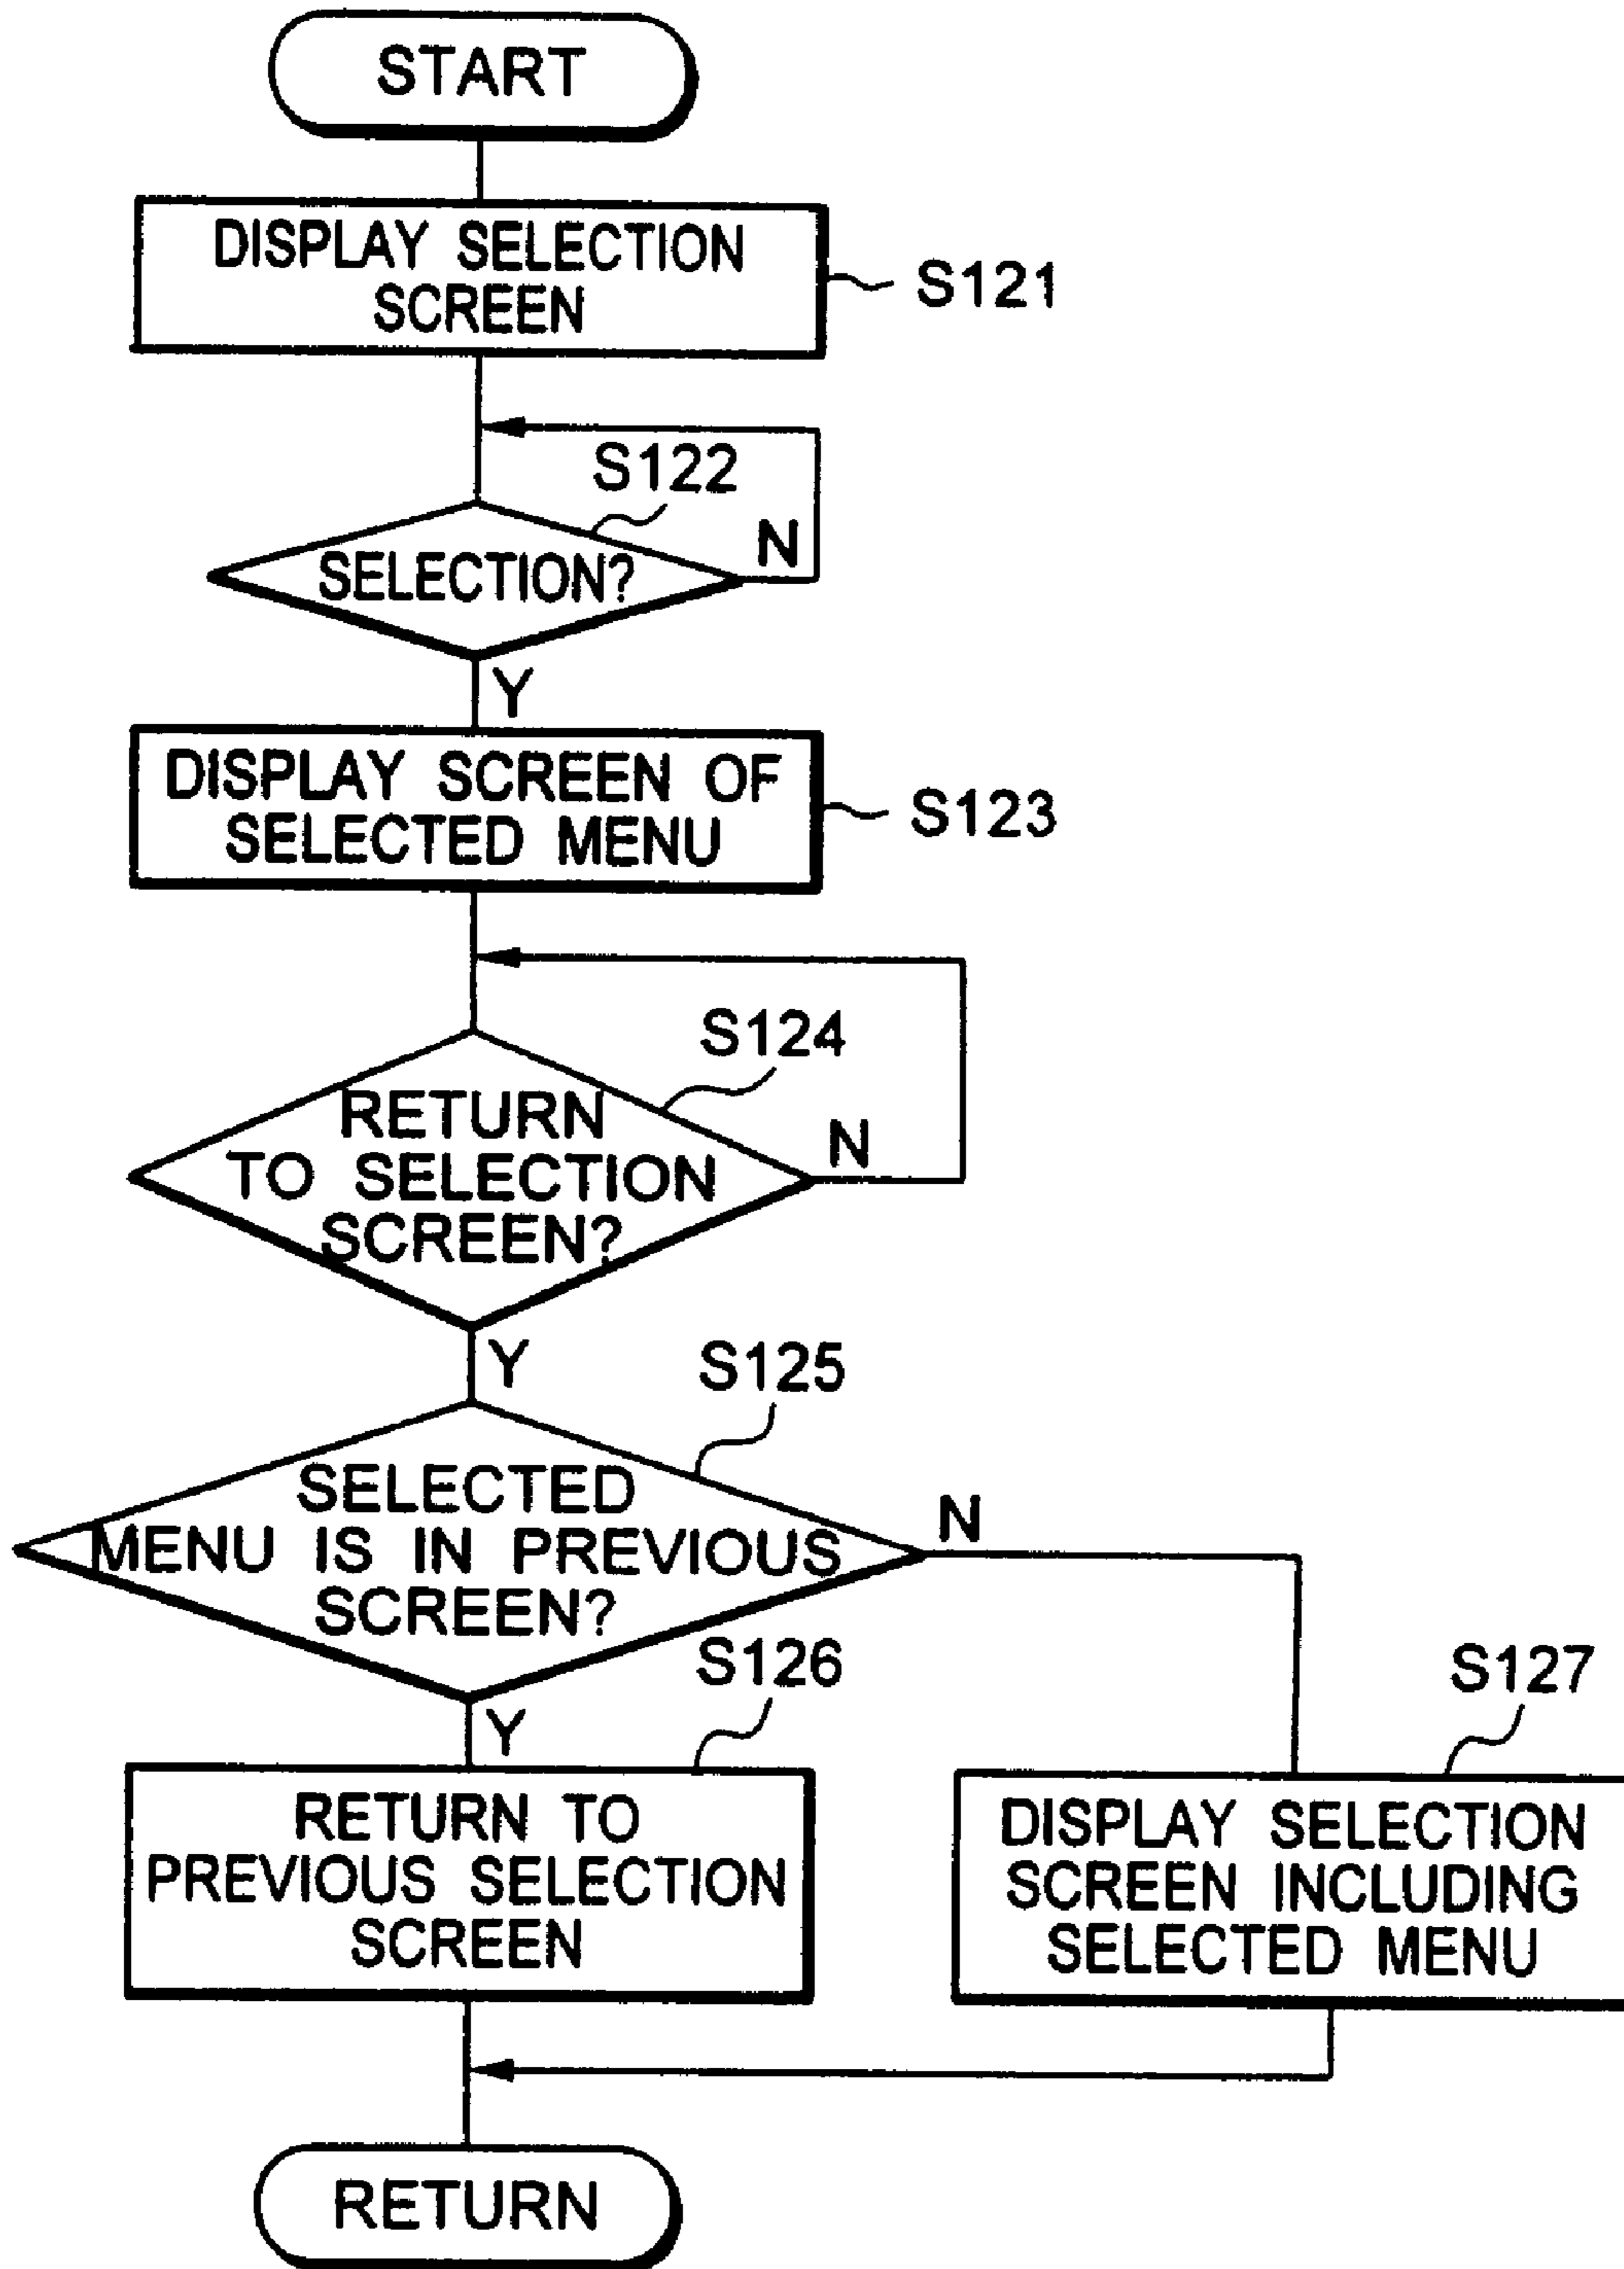 START
DISPLAY SELECTION
SCREEN
S121
S122
N
SELECTION?
Y
DISPLAY SCREEN OF
SELECTED MENU
S123
S124
N
RETURN
TO SELECTION
SCREEN?
Y
S125
N
SELECTED
MENU IS IN PREVIOUS
SCREEN?
Y
S126
RETURN TO
PREVIOUS SELECTION
SCREEN
S127
DISPLAY SELECTION
SCREEN INCLUDING
SELECTED MENU
RETURN